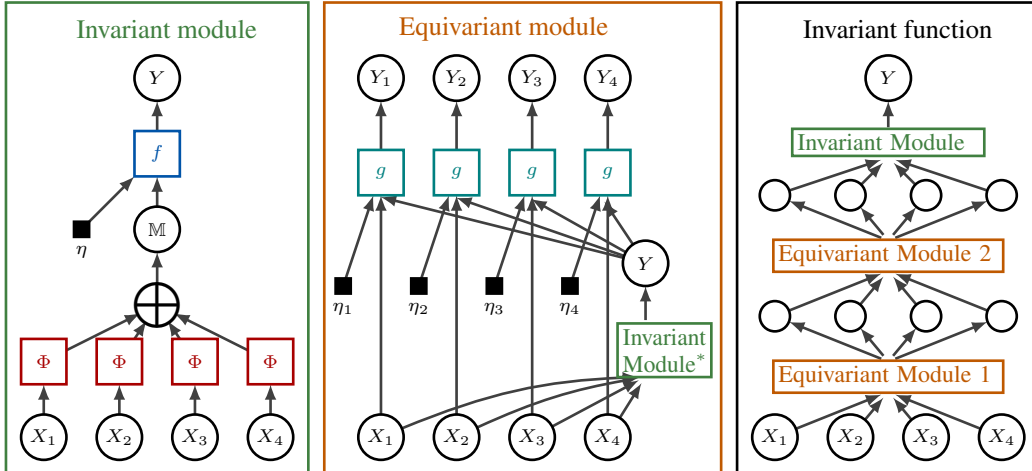 Invariant module
Y
f
η
𝕄
Φ Φ Φ Φ
X₁ X₂ X₃ X₄
Equivariant module
Y₁ Y₂ Y₃ Y₄
g g g g
Y
η₁ η₂ η₃ η₄
Invariant
Module*
X₁ X₂ X₃ X₄
Invariant function
Y
Invariant Module
Equivariant Module 2
Equivariant Module 1
X₁ X₂ X₃ X₄